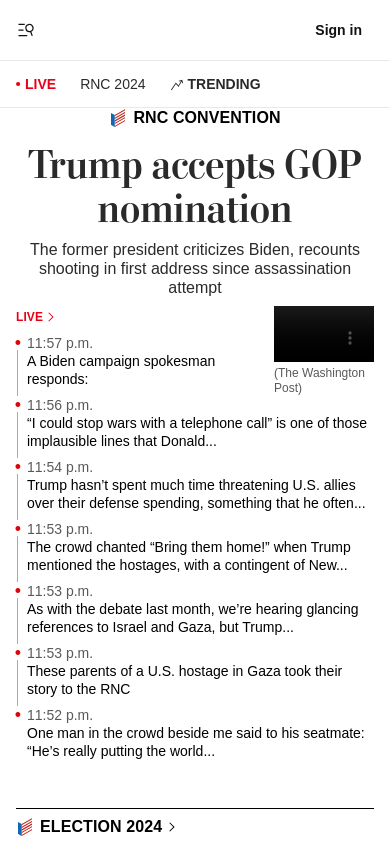 Sign in
LIVE
RNC 2024
TRENDING
RNC CONVENTION
Trump accepts GOP
nomination
The former president criticizes Biden, recounts
shooting in first address since assassination
attempt
LIVE
(The Washington
Post)
11:57 p.m.
A Biden campaign spokesman
responds:
11:56 p.m.
“I could stop wars with a telephone call” is one of those
implausible lines that Donald...
11:54 p.m.
Trump hasn’t spent much time threatening U.S. allies
over their defense spending, something that he often...
11:53 p.m.
The crowd chanted “Bring them home!” when Trump
mentioned the hostages, with a contingent of New...
11:53 p.m.
As with the debate last month, we’re hearing glancing
references to Israel and Gaza, but Trump...
11:53 p.m.
These parents of a U.S. hostage in Gaza took their
story to the RNC
11:52 p.m.
One man in the crowd beside me said to his seatmate:
“He’s really putting the world...
ELECTION 2024